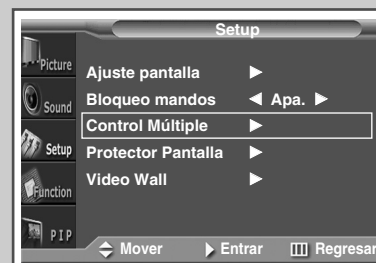 Setup
Picture
Sound
Setup
Function
PIP
Ajuste pantalla
Bloqueo mandos Apa.
Control Múltiple
Protector Pantalla
Video Wall
Mover Entrar Regresar